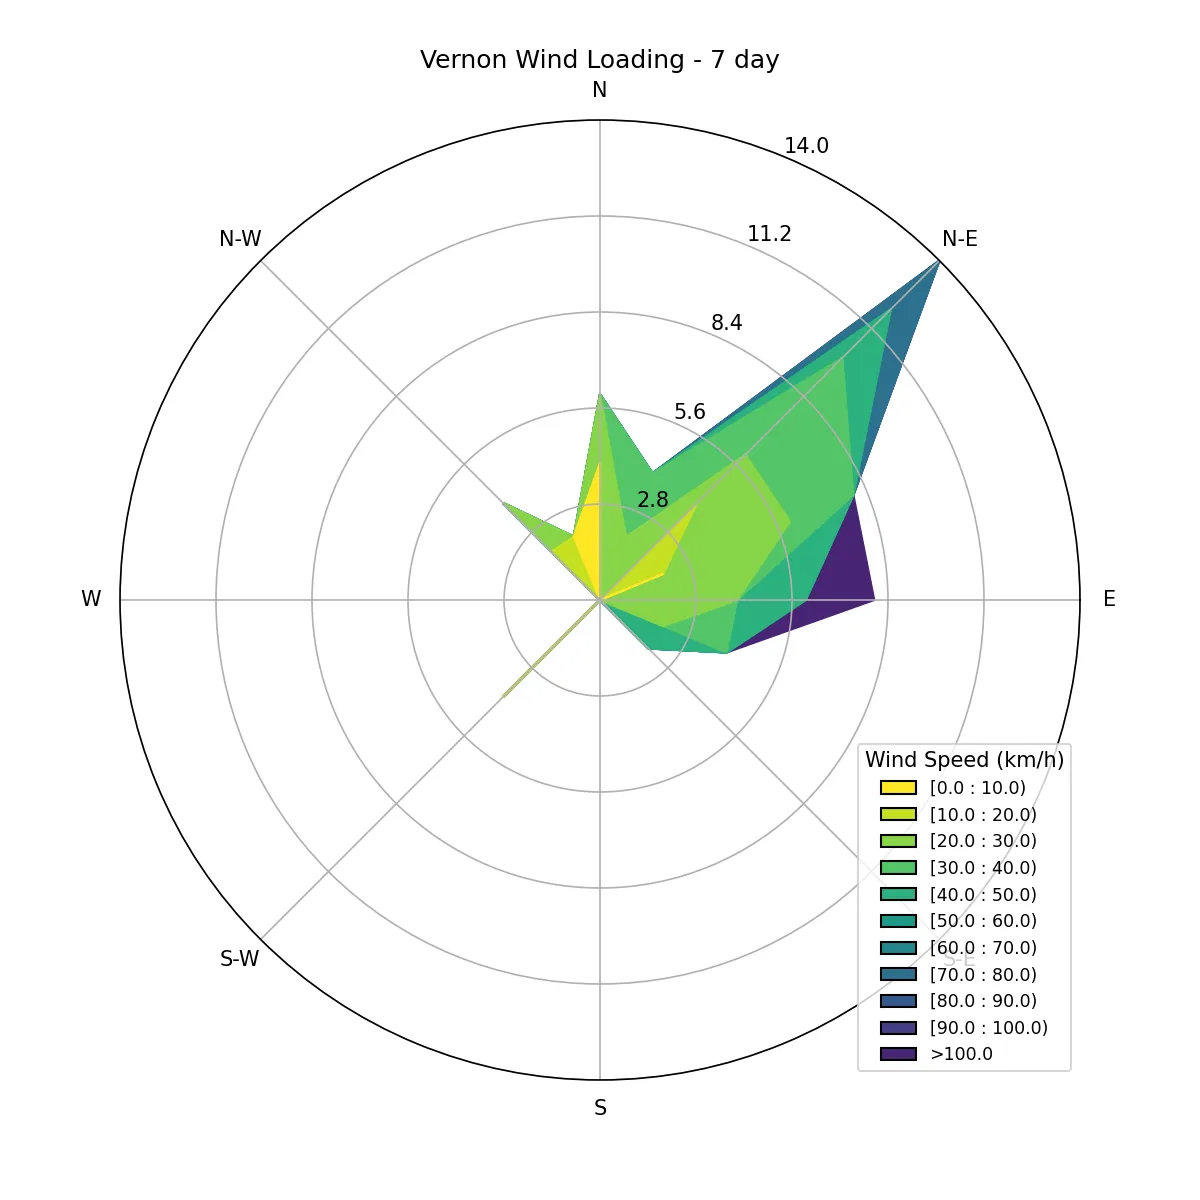 Vernon Wind Loading - 7 day
N
14.0
11.2
N-W
N-E
8.4
5.6
2.8
W
E
Wind Speed (km/h)
[0.0 : 10.0)
[10.0 : 20.0)
[20.0 : 30.0)
[30.0 : 40.0)
[40.0 : 50.0)
[50.0 : 60.0)
[60.0 : 70.0)
[70.0 : 80.0)
[80.0 : 90.0)
[90.0 : 100.0)
>100.0
S-W
S-E
S